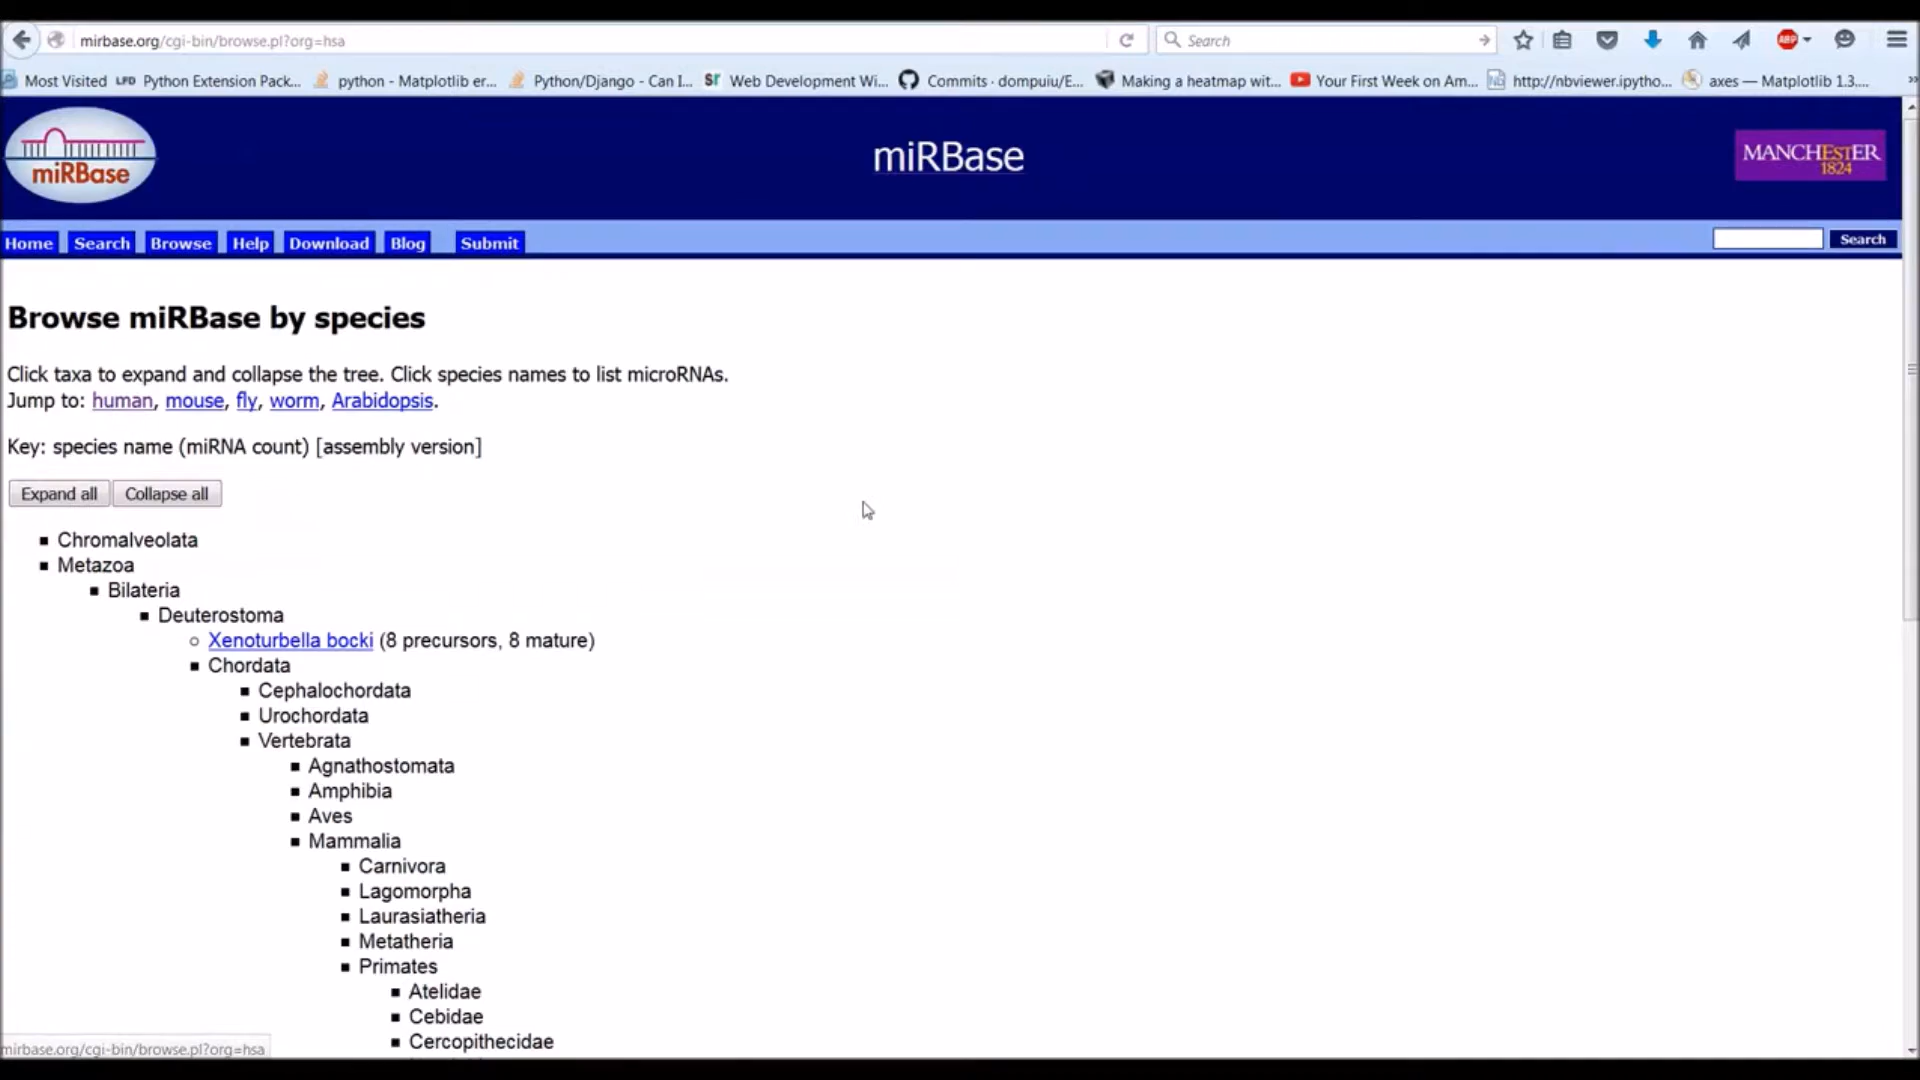 mirbase.org/cgi-bin/browse.pl?org=hsa
Search
ABP
Most Visited
LFD Python Extension Pack...
python - Matplotlib er...
Python/Django - Can I...
Sr Web Development Wi...
Commits · dompuiu/E...
Making a heatmap wit...
Your First Week on Am...
http://nbviewer.ipytho...
axes — Matplotlib 1.3....
miRBase
miRBase
MANCHESTER
1824
Home Search Browse Help Download Blog Submit
Search
Browse miRBase by species
Click taxa to expand and collapse the tree. Click species names to list microRNAs.
Jump to: human, mouse, fly, worm, Arabidopsis.
Key: species name (miRNA count) [assembly version]
Expand all Collapse all
Chromalveolata
Metazoa
Bilateria
Deuterostoma
Xenoturbella bocki (8 precursors, 8 mature)
Chordata
Cephalochordata
Urochordata
Vertebrata
Agnathostomata
Amphibia
Aves
Mammalia
Carnivora
Lagomorpha
Laurasiatheria
Metatheria
Primates
Atelidae
Cebidae
Cercopithecidae
mirbase.org/cgi-bin/browse.pl?org=hsa